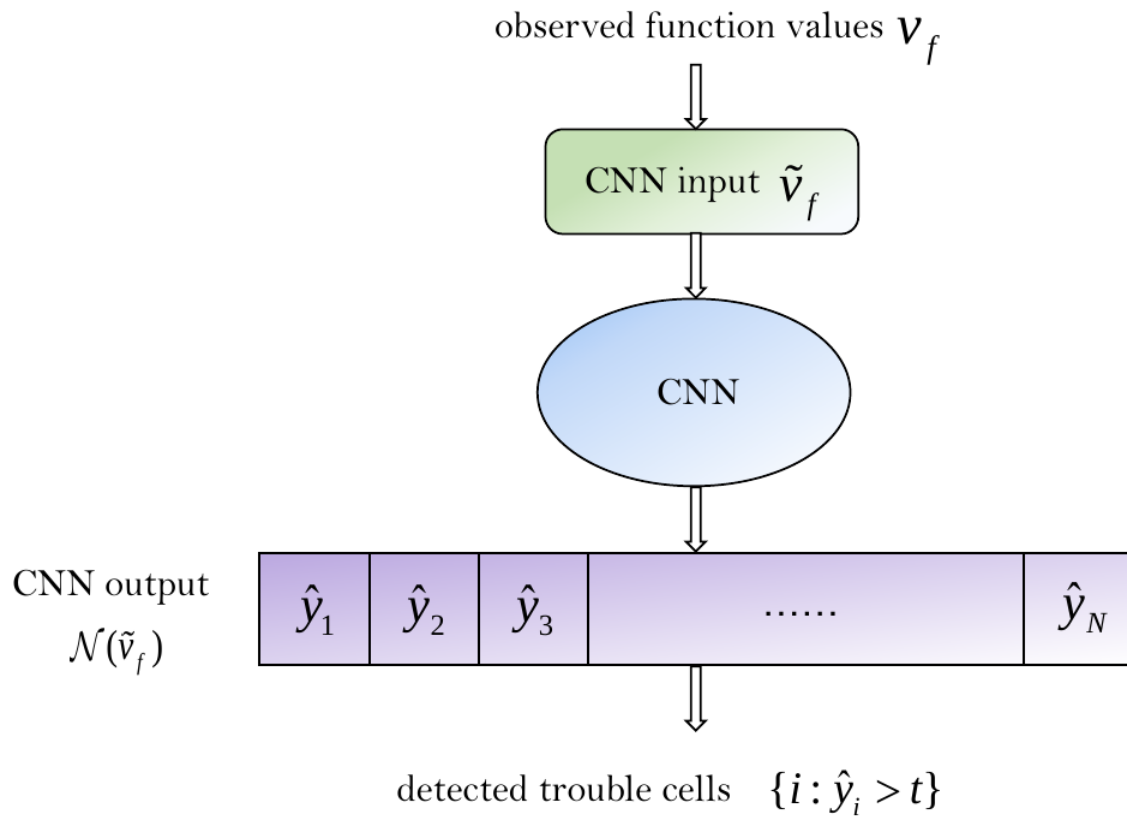 observed function values v_f
CNN input ṽ_f
CNN
CNN output
𝒩(ṽ_f)
ŷ_1 ŷ_2 ŷ_3 …… ŷ_N
detected trouble cells {i : ŷ_i > t}